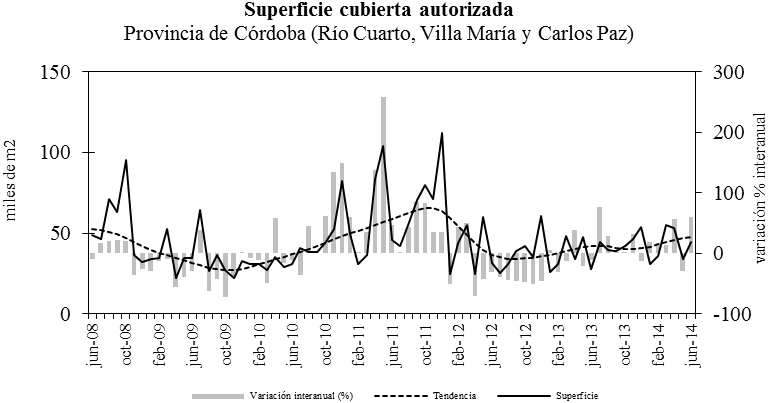 Superficie cubierta autorizada
Provincia de Córdoba (Río Cuarto, Villa María y Carlos Paz)
150
100
50
0
miles de m2
300
200
100
0
-100
variación % interanual
jun-08
oct-08
feb-09
jun-09
oct-09
feb-10
jun-10
oct-10
feb-11
jun-11
oct-11
feb-12
jun-12
oct-12
feb-13
jun-13
oct-13
feb-14
jun-14
Variación interanual (%) Tendencia Superficie